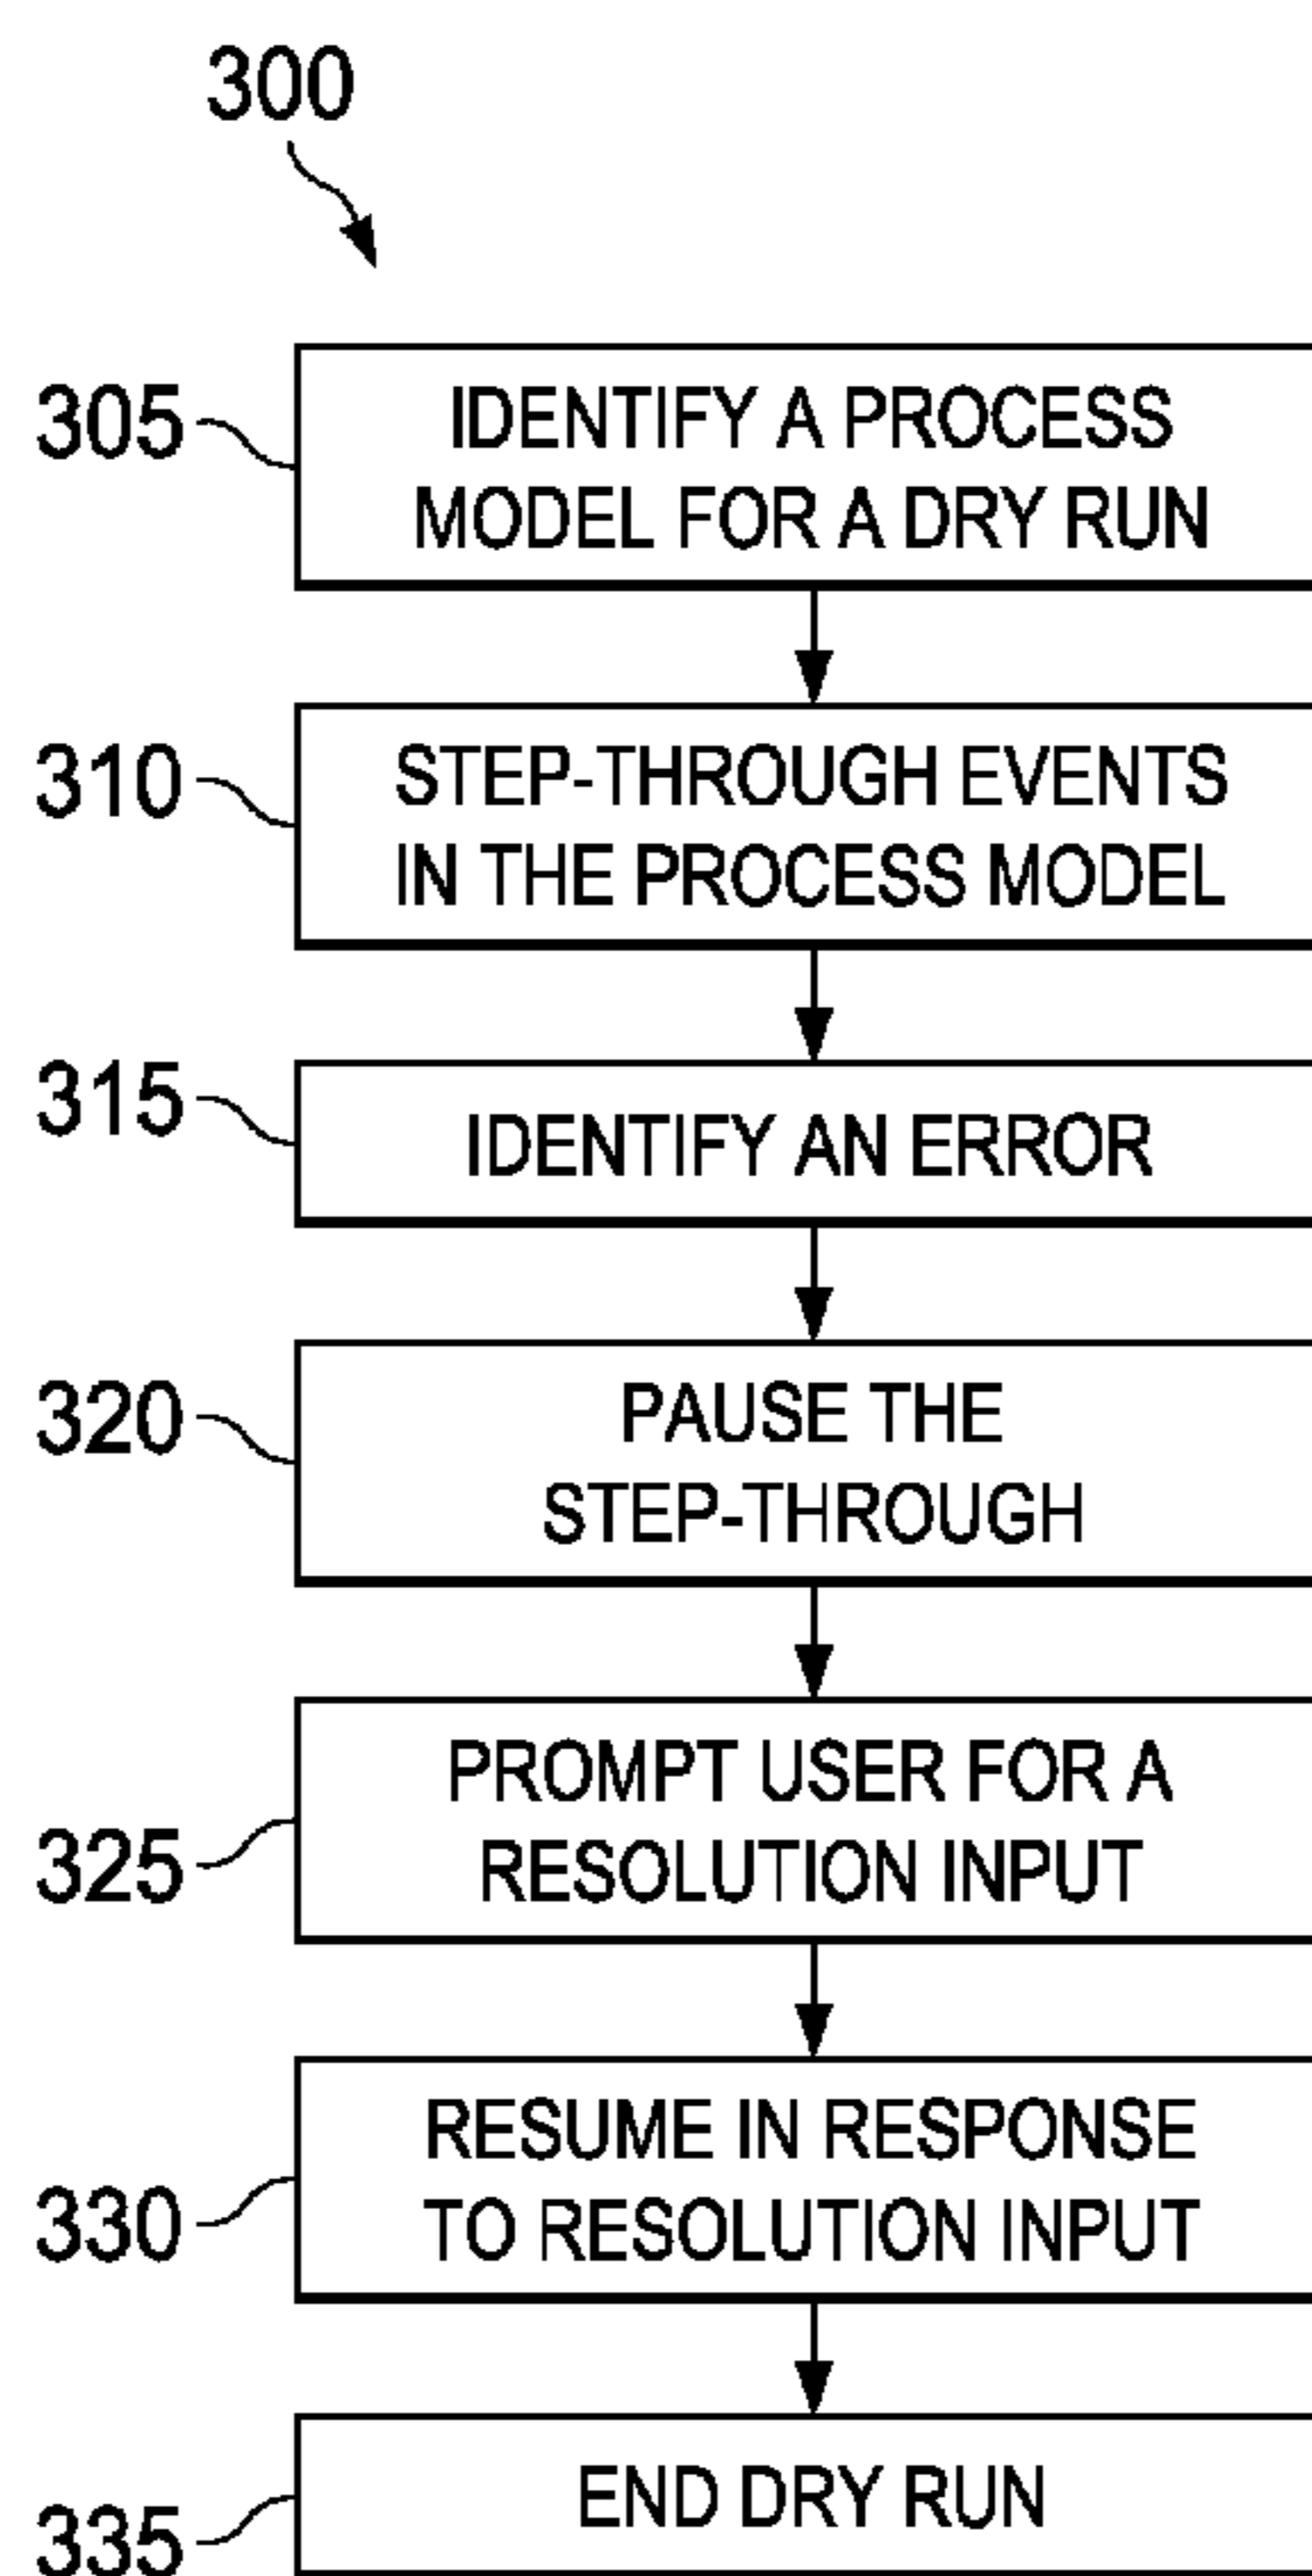 300
305
IDENTIFY A PROCESS
MODEL FOR A DRY RUN
310
STEP-THROUGH EVENTS
IN THE PROCESS MODEL
315
IDENTIFY AN ERROR
320
PAUSE THE
STEP-THROUGH
325
PROMPT USER FOR A
RESOLUTION INPUT
330
RESUME IN RESPONSE
TO RESOLUTION INPUT
335
END DRY RUN